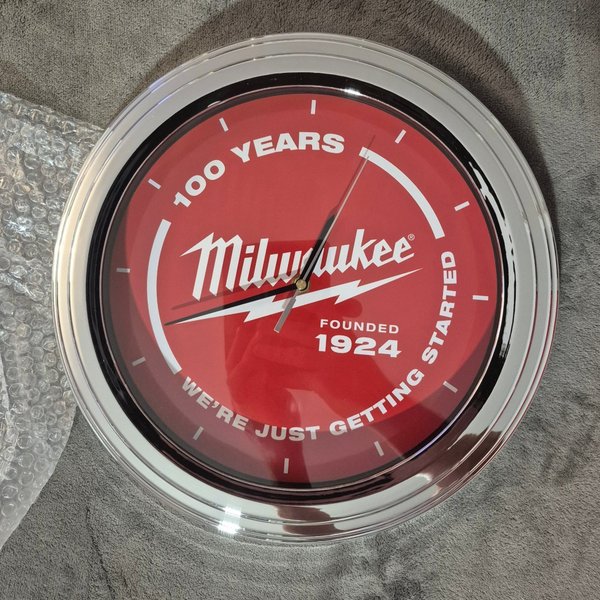 100 YEARS
Milwaukee®
FOUNDED
1924
WE'RE JUST GETTING STARTED